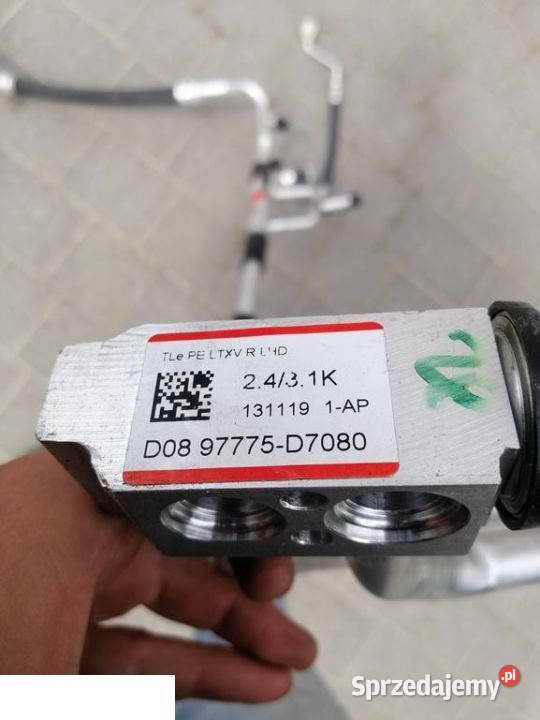 TLe PE LTXV R LHD
2.4/3.1K
131119 1-AP
D08 97775-D7080
Sprzedajemy.pl